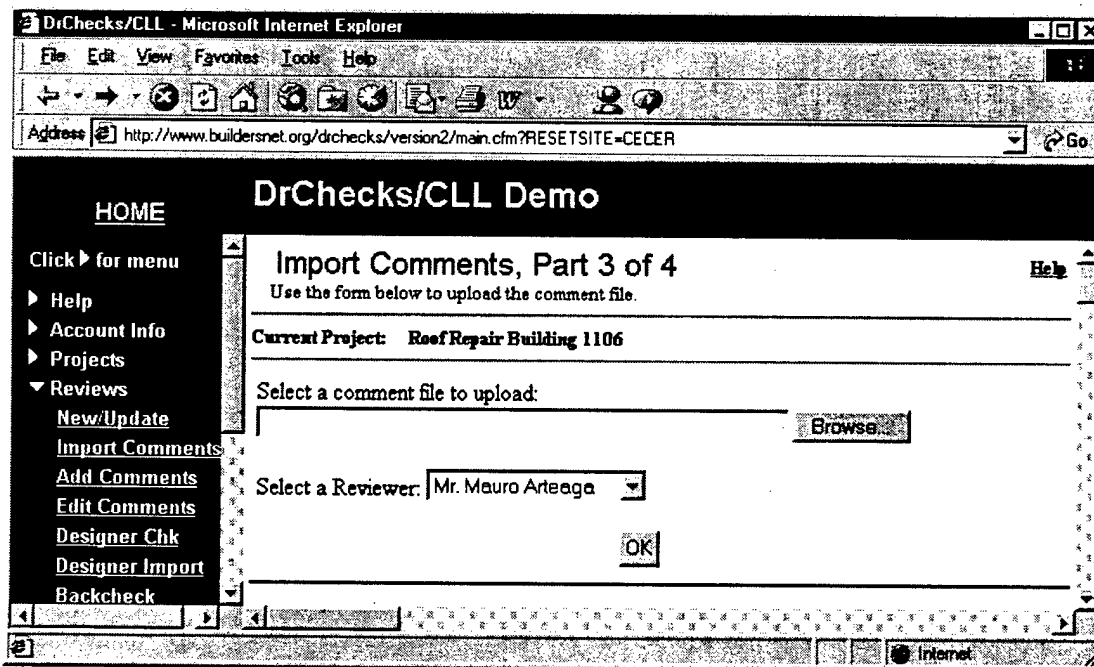 DrChecks/CLL - Microsoft Internet Explorer
File Edit View Favorites Tools Help
Address http://www.buildersnet.org/drchecks/version2/main.cfm?RESETSITE=CECER Go
HOME
DrChecks/CLL Demo
Click for menu
Help
Account Info
Projects
Reviews
New/Update
Import Comments
Add Comments
Edit Comments
Designer Chk
Designer Import
Backcheck
Import Comments, Part 3 of 4
Help
Use the form below to upload the comment file.
Current Project: Roof Repair Building 1106
Select a comment file to upload:
Browse...
Select a Reviewer: Mr. Mauro Arteaga
OK
Internet